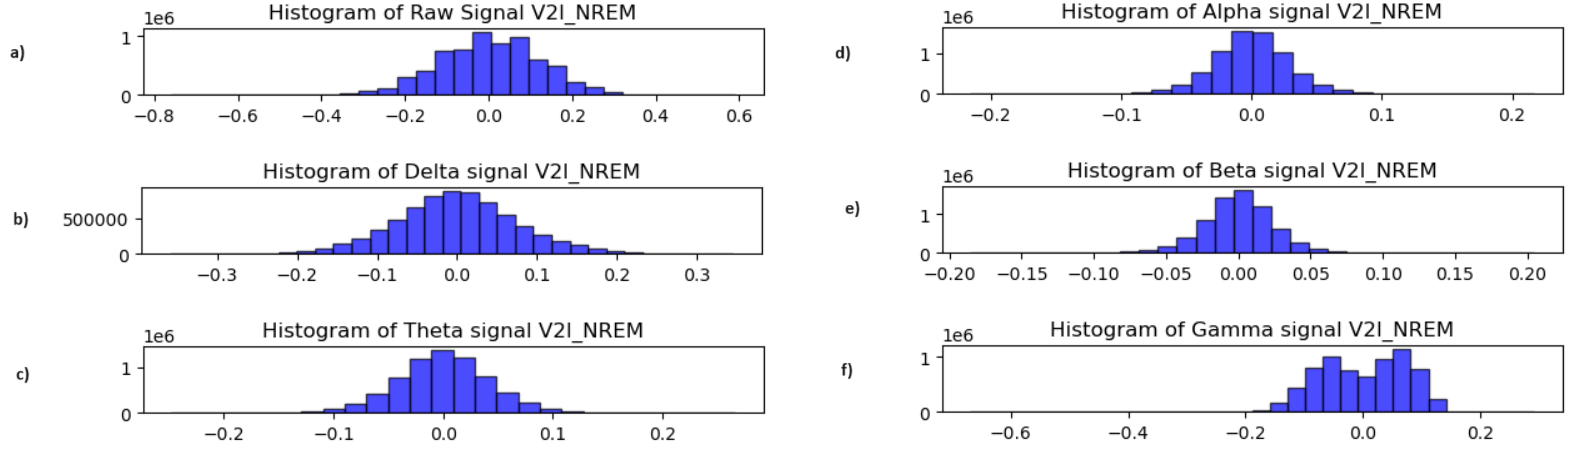 a)
Histogram of Raw Signal V2I_NREM
1e6
1
0
−0.8 −0.6 −0.4 −0.2 0.0 0.2 0.4 0.6
b)
Histogram of Delta signal V2I_NREM
500000
0
−0.3 −0.2 −0.1 0.0 0.1 0.2 0.3
c)
Histogram of Theta signal V2I_NREM
1e6
1
0
−0.2 −0.1 0.0 0.1 0.2
d)
Histogram of Alpha signal V2I_NREM
1e6
1
0
−0.2 −0.1 0.0 0.1 0.2
e)
Histogram of Beta signal V2I_NREM
1e6
1
0
−0.20 −0.15 −0.10 −0.05 0.00 0.05 0.10 0.15 0.20
f)
Histogram of Gamma signal V2I_NREM
1e6
1
0
−0.6 −0.4 −0.2 0.0 0.2